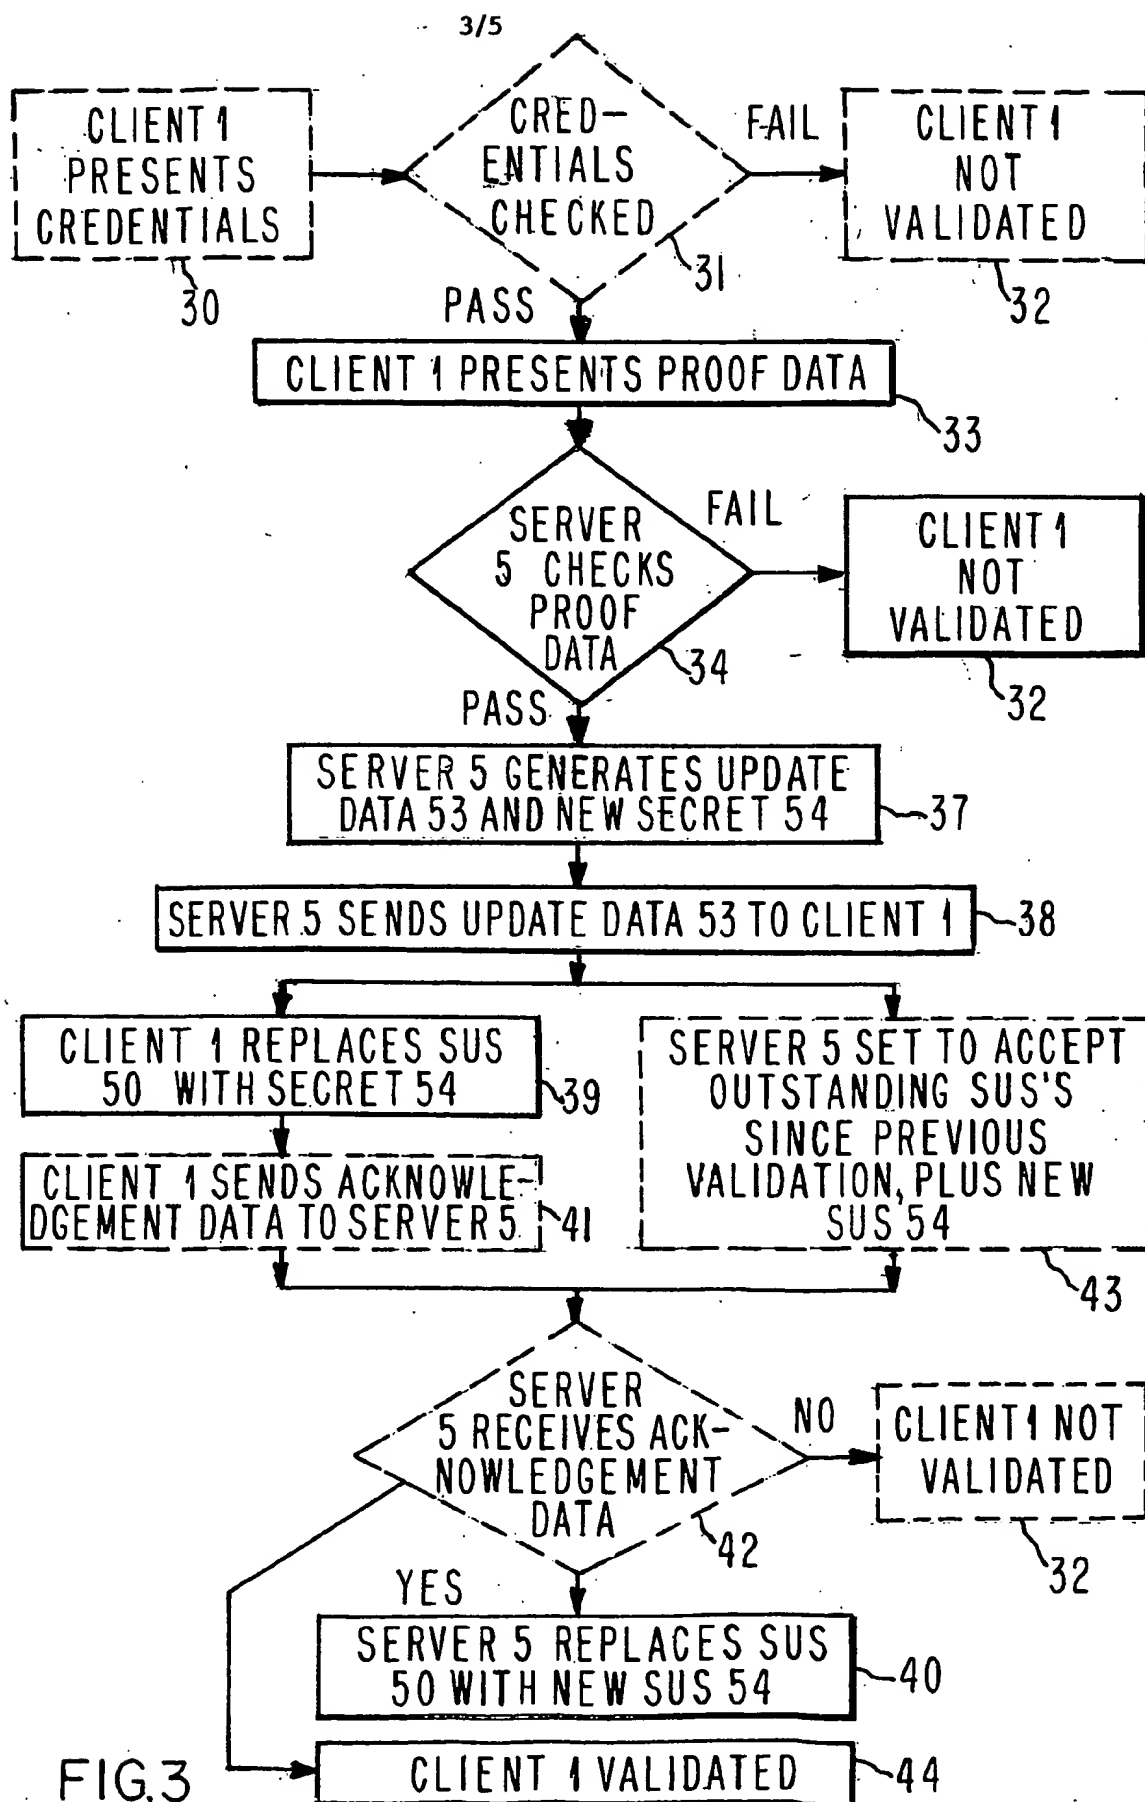 3/5
CLIENT 1
PRESENTS
CREDENTIALS
30
CRED-
ENTIALS
CHECKED
31
FAIL
CLIENT 1
NOT
VALIDATED
32
PASS
CLIENT 1 PRESENTS PROOF DATA
33
SERVER
5 CHECKS
PROOF
DATA
34
FAIL
CLIENT 1
NOT
VALIDATED
32
PASS
SERVER 5 GENERATES UPDATE
DATA 53 AND NEW SECRET 54
37
SERVER 5 SENDS UPDATE DATA 53 TO CLIENT 1
38
CLIENT 1 REPLACES SUS
50 WITH SECRET 54
39
CLIENT 1 SENDS ACKNOWLE-
DGEMENT DATA TO SERVER 5
41
SERVER 5 SET TO ACCEPT
OUTSTANDING SUS'S
SINCE PREVIOUS
VALIDATION, PLUS NEW
SUS 54
43
SERVER
5 RECEIVES ACK-
NOWLEDGEMENT
DATA
42
NO
CLIENT 1 NOT
VALIDATED
32
YES
SERVER 5 REPLACES SUS
50 WITH NEW SUS 54
40
CLIENT 1 VALIDATED
44
FIG.3